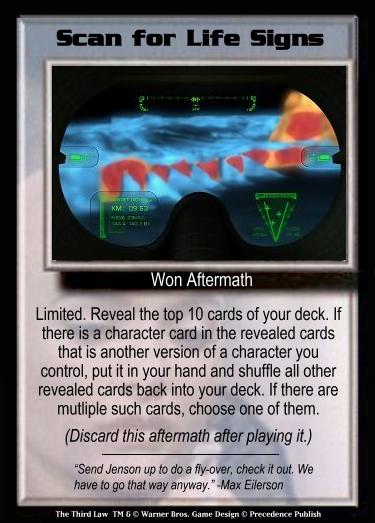 Scan for Life Signs
KM: 09.53
Won Aftermath
Limited. Reveal the top 10 cards of your deck. If
there is a character card in the revealed cards
that is another version of a character you
control, put it in your hand and shuffle all other
revealed cards back into your deck. If there are
mutliple such cards, choose one of them.
(Discard this aftermath after playing it.)
“Send Jenson up to do a fly-over, check it out. We
have to go that way anyway.” -Max Eilerson
The Third Law TM & © Warner Bros. Game Design © Precedence Publish